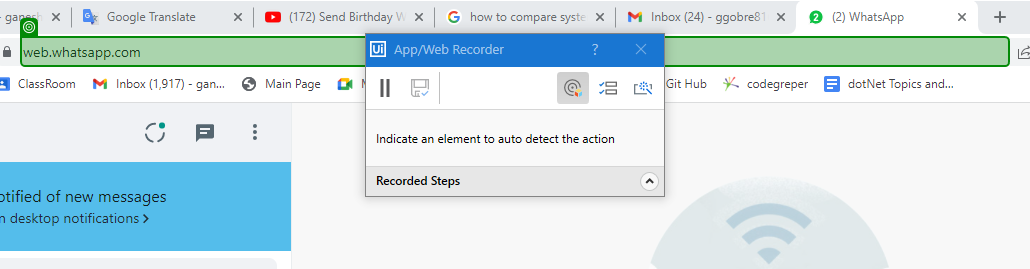 - ganesh
Google Translate
(172) Send Birthday W
how to compare syste
Inbox (24) - ggobre81
(2) WhatsApp
web.whatsapp.com
Ui App/Web Recorder ? ×
ClassRoom
Inbox (1,917) - gan...
Main Page
Git Hub
codegreper
dotNet Topics and...
Indicate an element to auto detect the action
Recorded Steps
otified of new messages
n desktop notifications >